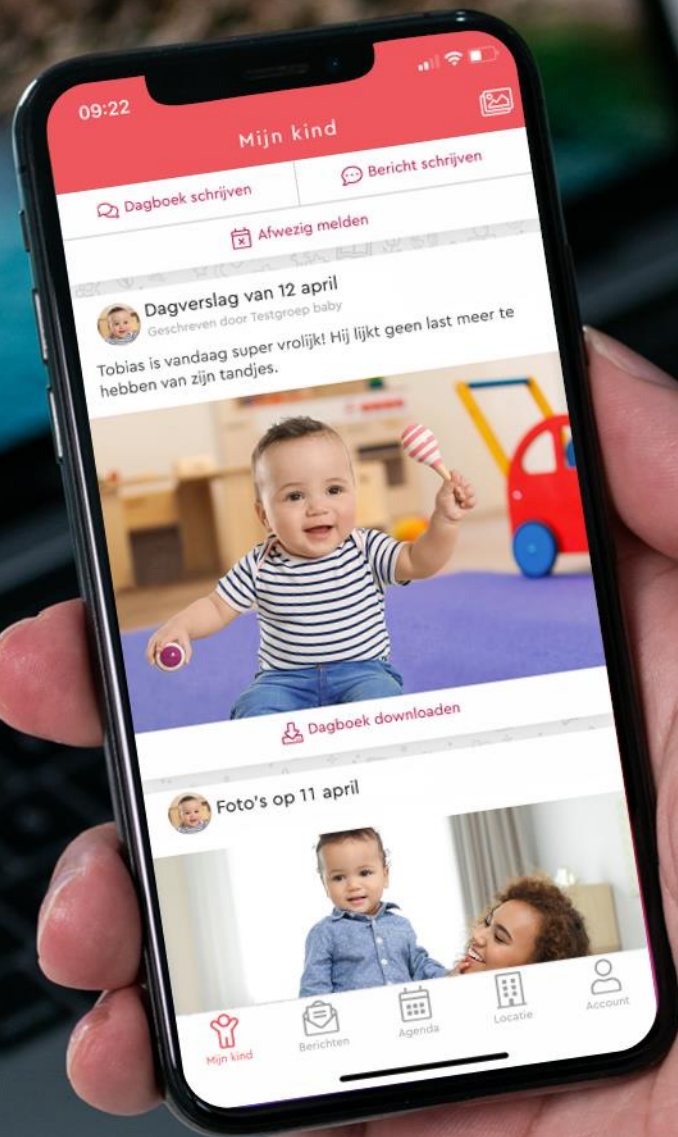 09:22
Mijn kind
Dagboek schrijven
Bericht schrijven
Afwezig melden
Dagverslag van 12 april
Geschreven door Testgroep baby
Tobias is vandaag super vrolijk! Hij lijkt geen last meer te
hebben van zijn tandjes.
Dagboek downloaden
Foto's op 11 april
Mijn kind
Berichten
Agenda
Locatie
Account